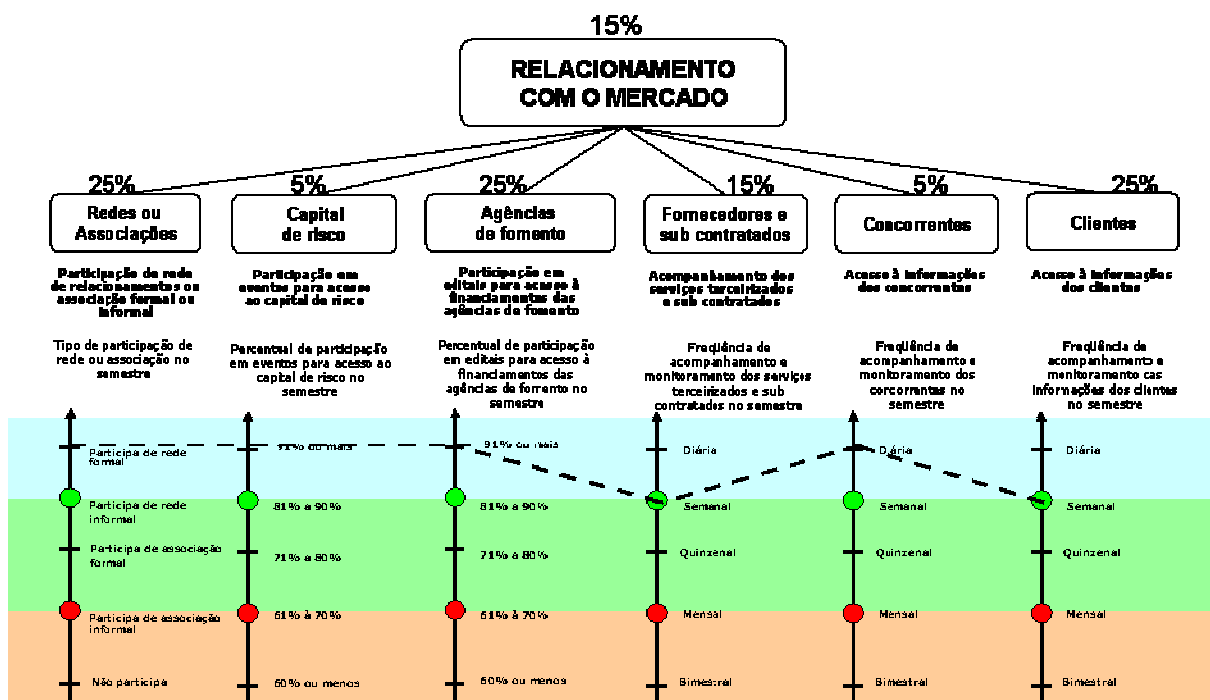 15%
RELACIONAMENTO
COM O MERCADO
25%
5%
25%
15%
5%
25%
Redes ou
Associações
Capital
de risco
Agências
de fomento
Fornecedores e
sub contratados
Concorrentes
Clientes
Participação de rede
de relacionamentos ou
associação formal ou
informal
Participação em
eventos para acesso
ao capital de risco
Participação em
editais para acesso à
financiamentos das
agências de fomento
Acompanhamento dos
serviços terceirizados
e sub contratados
Acesso à informações
dos concorrentes
Acesso à informações
dos clientes
Tipo de participação de
rede ou associação no
semestre
Percentual de participação
em eventos para acesso ao
capital de risco no
semestre
Percentual de participação
em editais para acesso à
financiamentos das
agências de fomento no
semestre
Freqüência de
acompanhamento e
monitoramento dos serviços
terceirizados e sub
contratados no semestre
Freqüência de
acompanhamento e
monitoramento dos
corcorrentes no
semestre
Freqüência de
acompanhamento e
monitoramento cas
informações dos clientes
no semestre
Participa de rede
formal
91% ou mais
91% ou mais
Diária
Diária
Diária
Participa de rede
informal
81% a 90%
81% a 90%
Semanal
Semanal
Semanal
Participa de associação
formal
71% a 80%
71% a 80%
Quinzenal
Quinzenal
Quinzenal
Participa de associação
informal
61% à 70%
61% à 70%
Mensal
Mensal
Mensal
Não participa
60% ou menos
60% ou menos
Bimestral
Bimestral
Bimestral